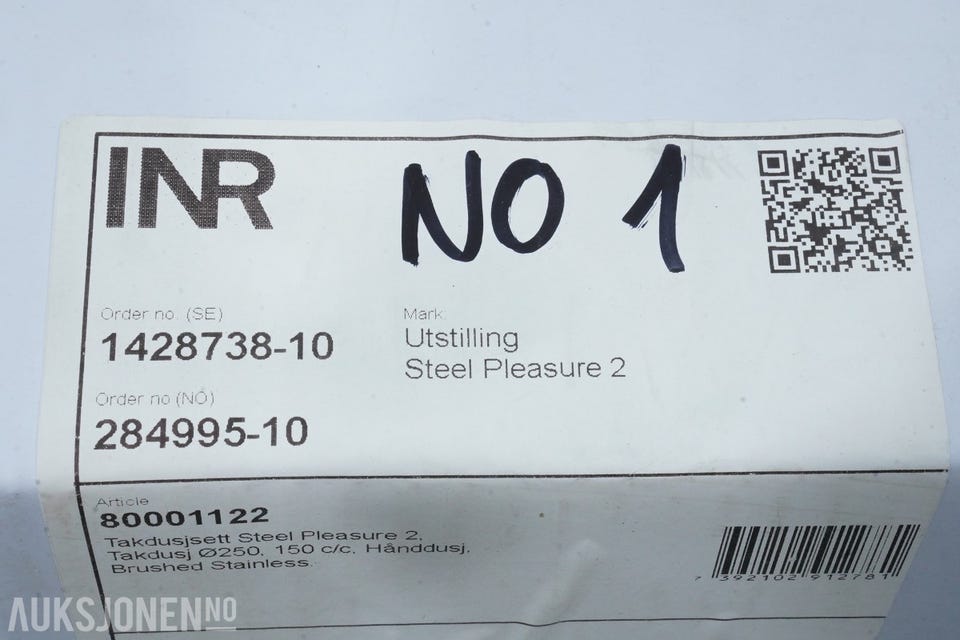 INR
NO 1
Order no. (SE)
1428738-10
Mark:
Utstilling
Steel Pleasure 2
Order no (NO)
284995-10
Article
80001122
Takdusjsett Steel Pleasure 2,
Takdusj Ø250, 150 c/c, Hånddusj,
Brushed Stainless.
7 392102 912781
AUKSJONEN.NO